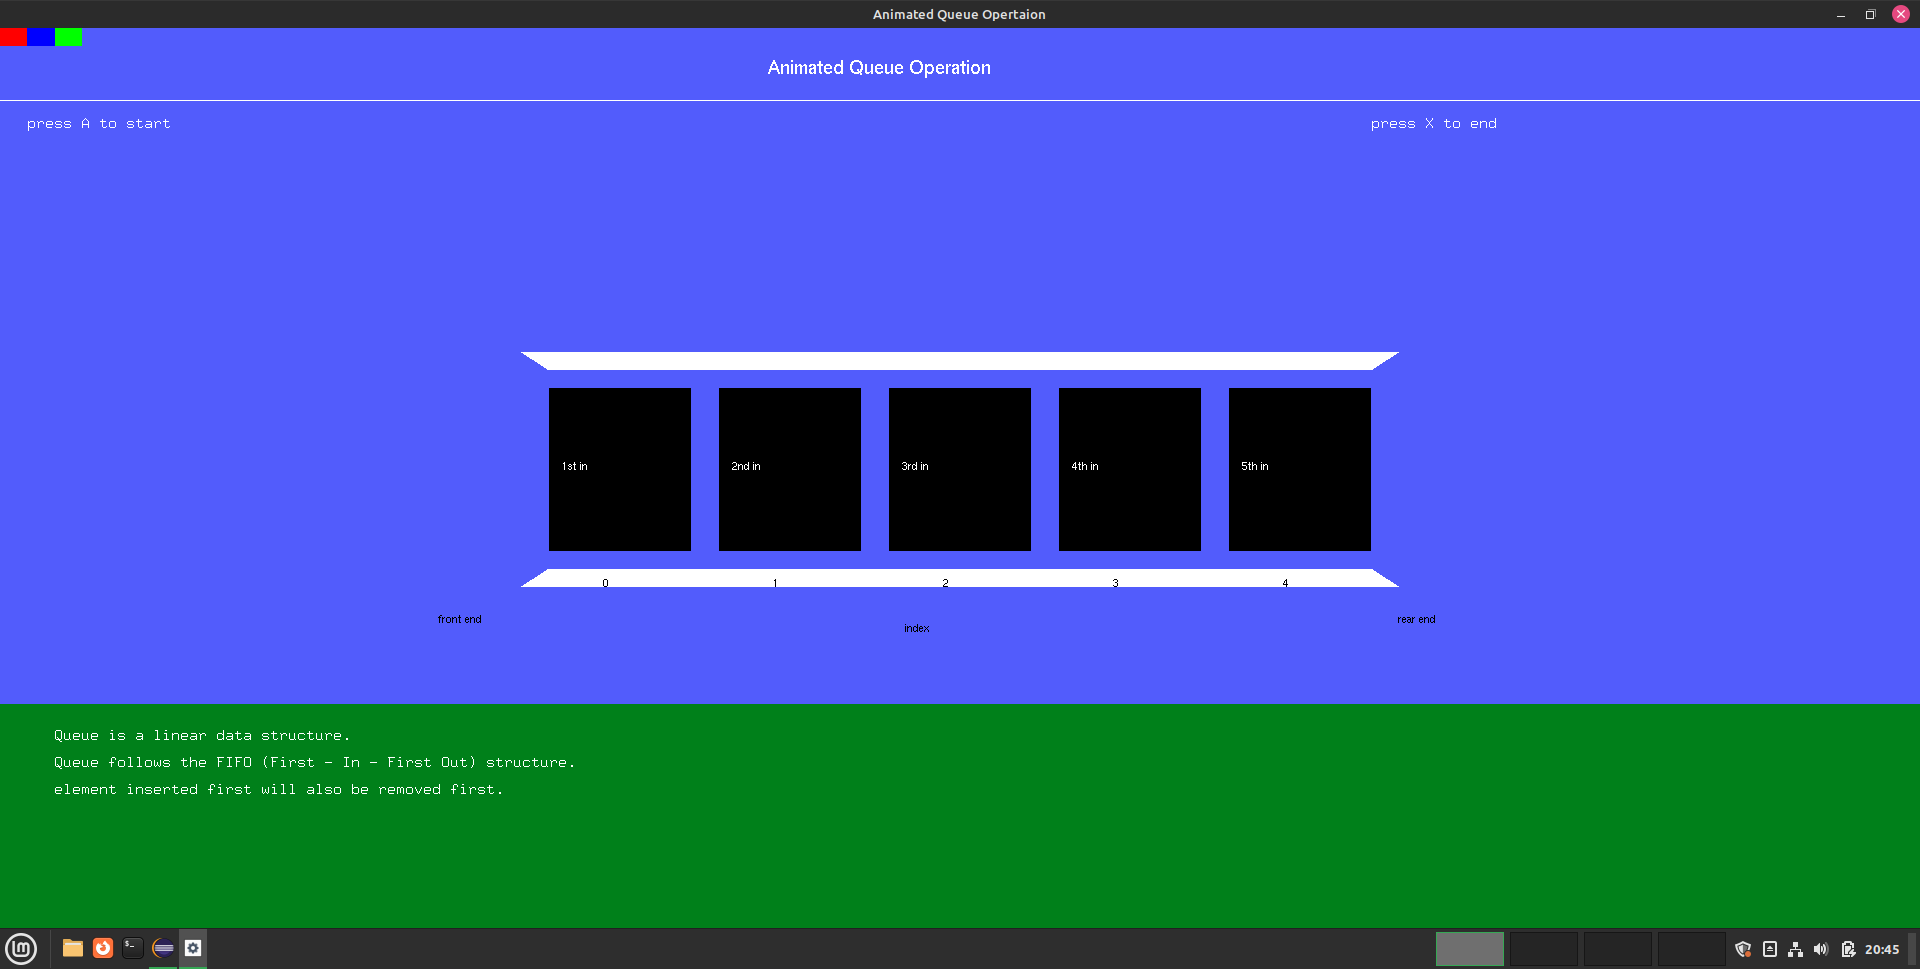 Animated Queue Opertaion
Animated Queue Operation
press A to start
press X to end
1st in
2nd in
3rd in
4th in
5th in
0
1
2
3
4
front end
index
rear end
Queue is a linear data structure.
Queue follows the FIFO (First - In - First Out) structure.
element inserted first will also be removed first.
20:45